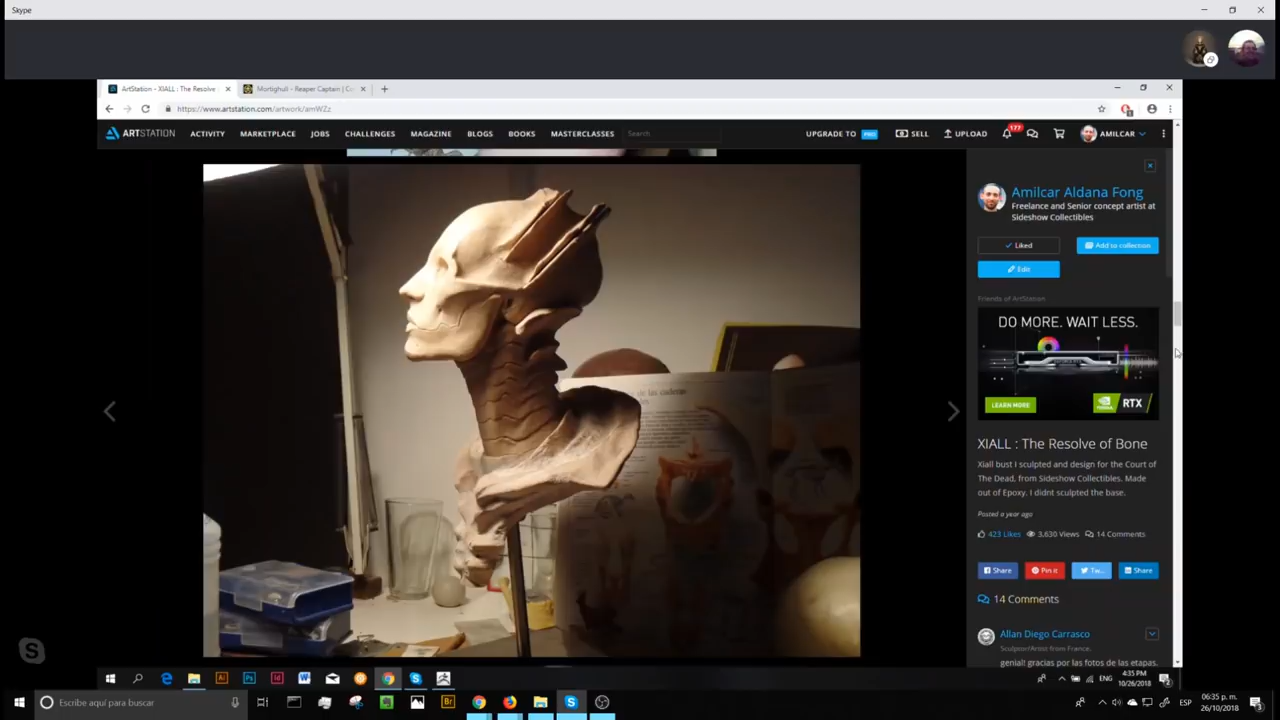 Skype
ArtStation - XIALL : The Resolve
Mortighull - Reaper Captain | Co
https://www.artstation.com/artwork/amWZz
ARTSTATION ACTIVITY MARKETPLACE JOBS CHALLENGES MAGAZINE BLOGS BOOKS MASTERCLASSES Search UPGRADE TO PRO SELL UPLOAD 177 AMILCAR
Amilcar Aldana Fong
Freelance and Senior concept artist at
Sideshow Collectibles
Liked Add to collection
Edit
Friends of ArtStation
DO MORE. WAIT LESS.
LEARN MORE NVIDIA RTX
XIALL : The Resolve of Bone
Xiall bust I sculpted and design for the Court of
The Dead, from Sideshow Collectibles. Made
out of Epoxy. I didnt sculpted the base.
Posted a year ago
423 Likes 3,630 Views 14 Comments
Share Pin it Tw... Share
14 Comments
Allan Diego Carrasco
Sculptor/Artist from France.
genial! gracias por las fotos de las etapas.
ENG 4:35 PM
10/26/2018
Escribe aquí para buscar
ESP 06:35 p. m.
26/10/2018